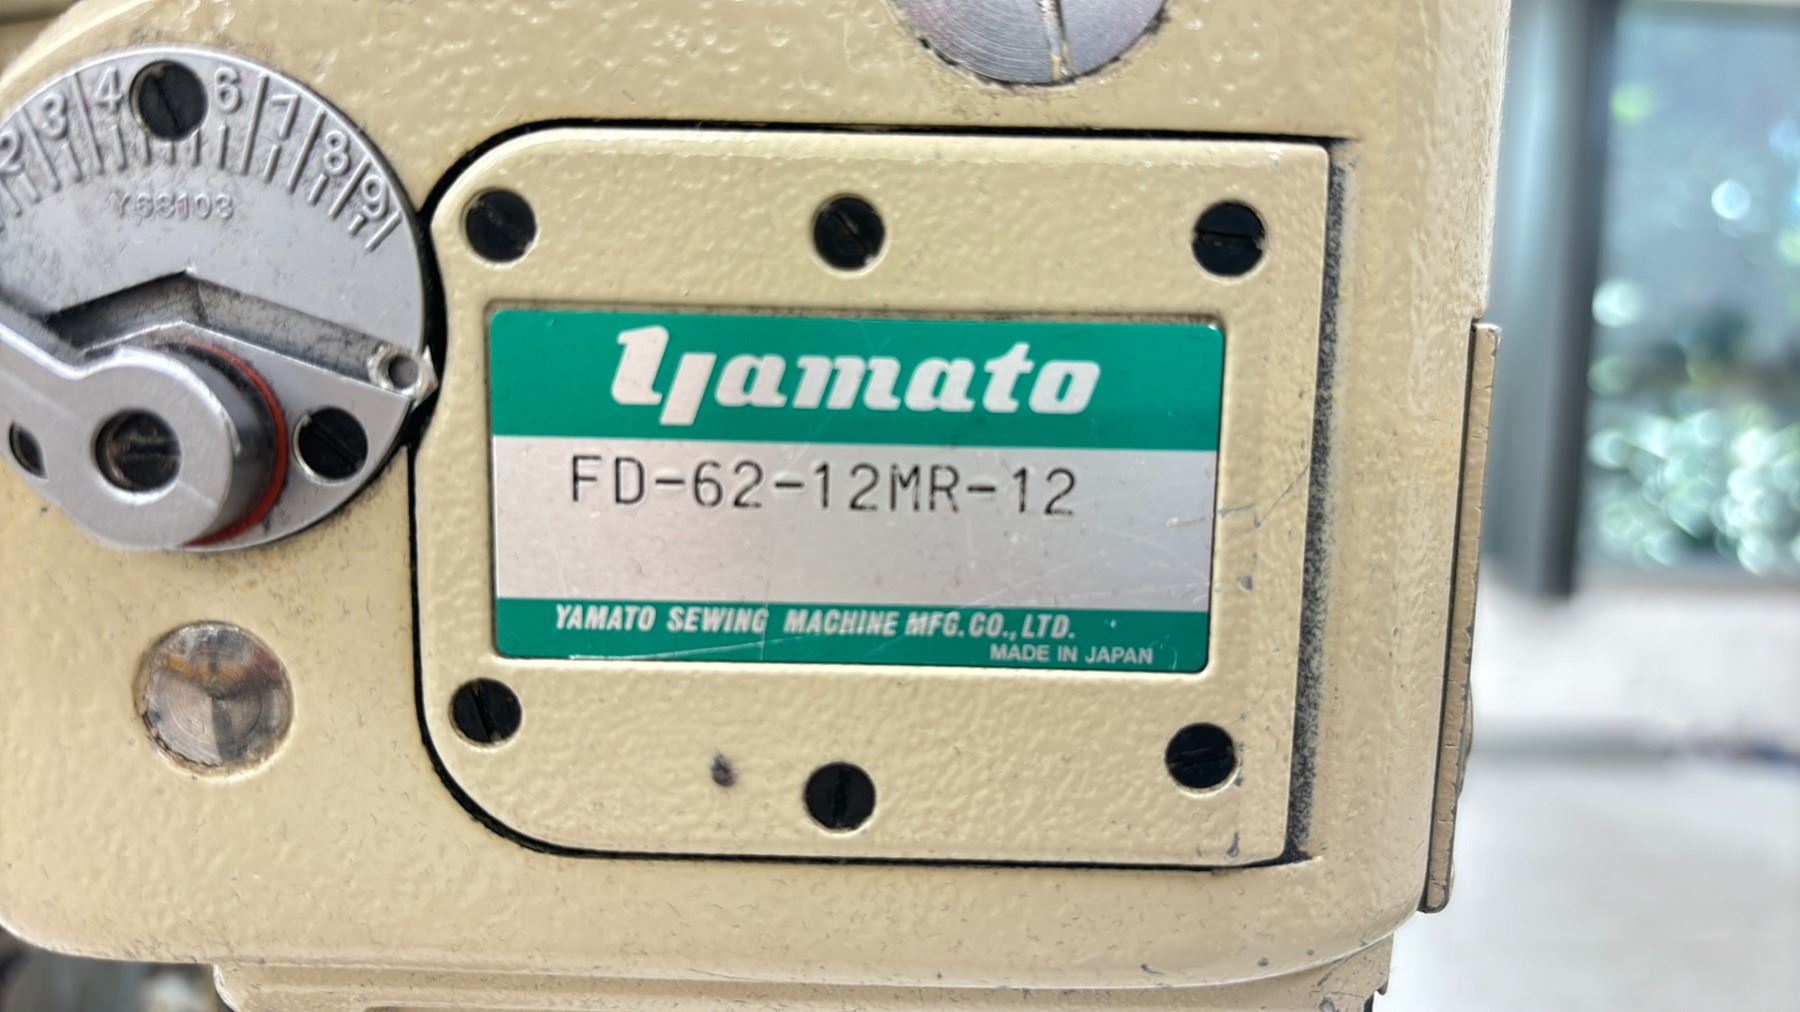 2 3 4 6 7 8 9
Y68103
yamato
FD-62-12MR-12
YAMATO SEWING MACHINE MFG.CO.,LTD.
MADE IN JAPAN